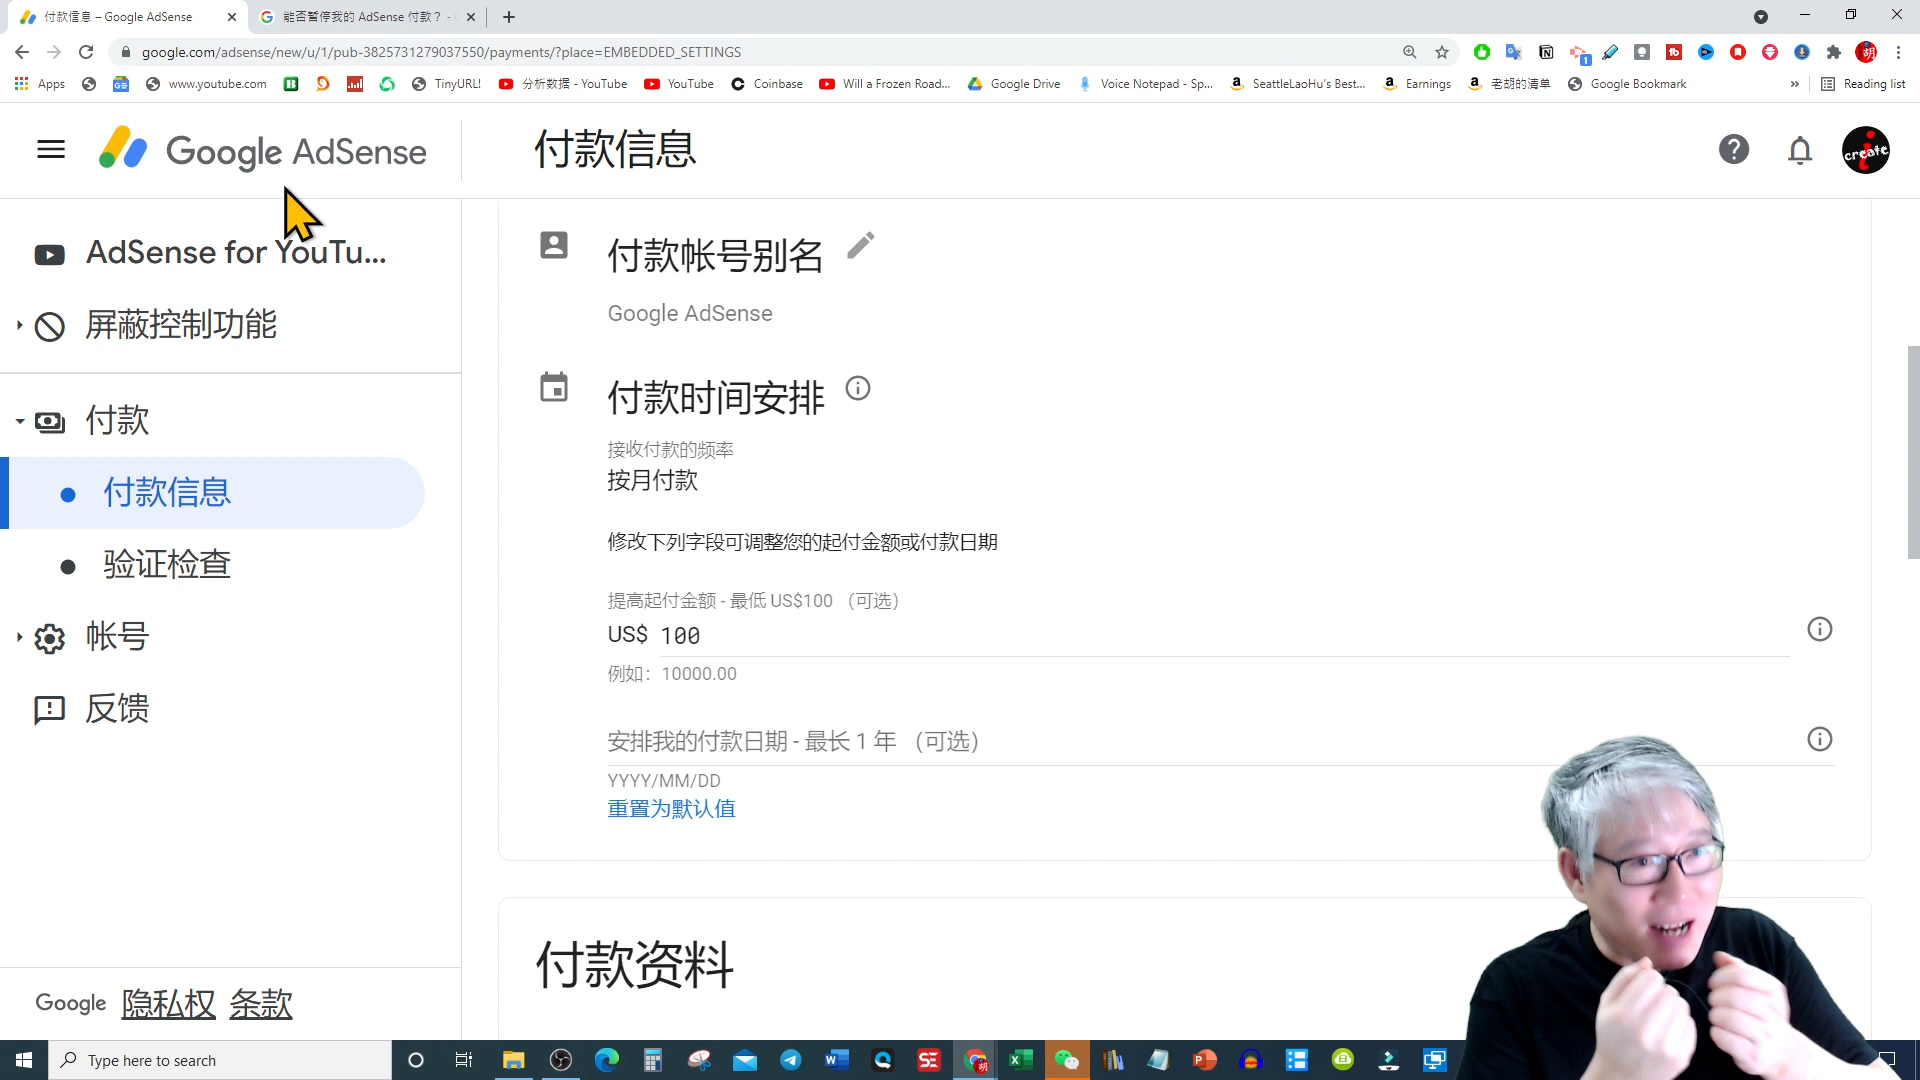 付款信息 – Google AdSense
能否暂停我的 AdSense 付款？ -
google.com/adsense/new/u/1/pub-3825731279037550/payments/?place=EMBEDDED_SETTINGS
Apps
www.youtube.com
TinyURL!
分析数据 - YouTube
YouTube
Coinbase
Will a Frozen Road...
Google Drive
Voice Notepad - Sp...
SeattleLaoHu's Best...
Earnings
老胡的清单
Google Bookmark
»
Reading list
Google AdSense
付款信息
create
AdSense for YouTu...
屏蔽控制功能
付款
付款信息
验证检查
帐号
反馈
Google 隐私权 条款
付款帐号别名
Google AdSense
付款时间安排
接收付款的频率
按月付款
修改下列字段可调整您的起付金额或付款日期
提高起付金额 - 最低 US$100 （可选）
US$ 100
例如：10000.00
安排我的付款日期 - 最长 1 年 （可选）
YYYY/MM/DD
重置为默认值
付款资料
Type here to search